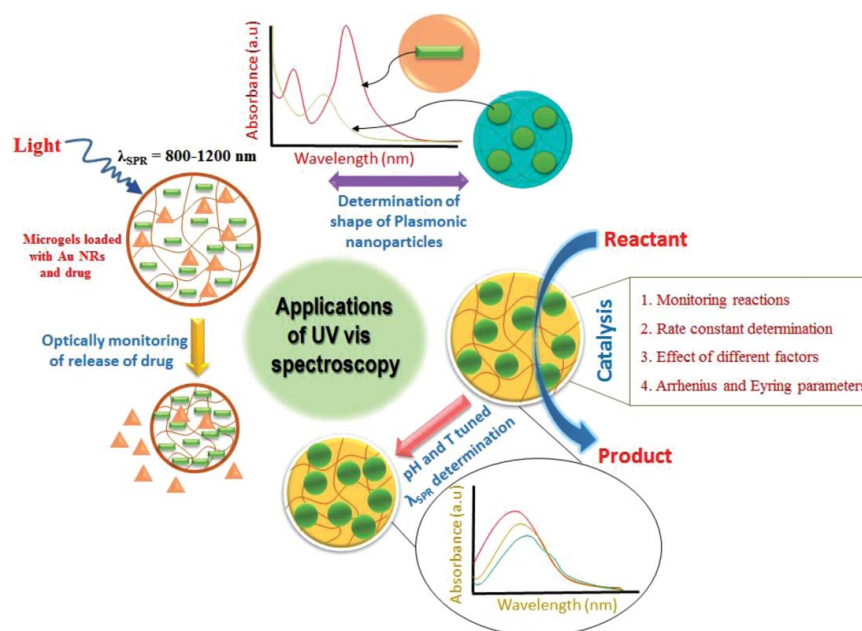 Absorbance (a.u)
Wavelength (nm)
Determination of
shape of Plasmonic
nanoparticles
Light
λSPR = 800-1200 nm
Microgels loaded
with Au NRs
and drug
Optically monitoring
of release of drug
Applications
of UV vis
spectroscopy
Reactant
Catalysis
Product
1. Monitoring reactions
2. Rate constant determination
3. Effect of different factors
4. Arrhenius and Eyring parameters
pH and T tuned
λSPR determination
Absorbance (a.u)
Wavelength (nm)